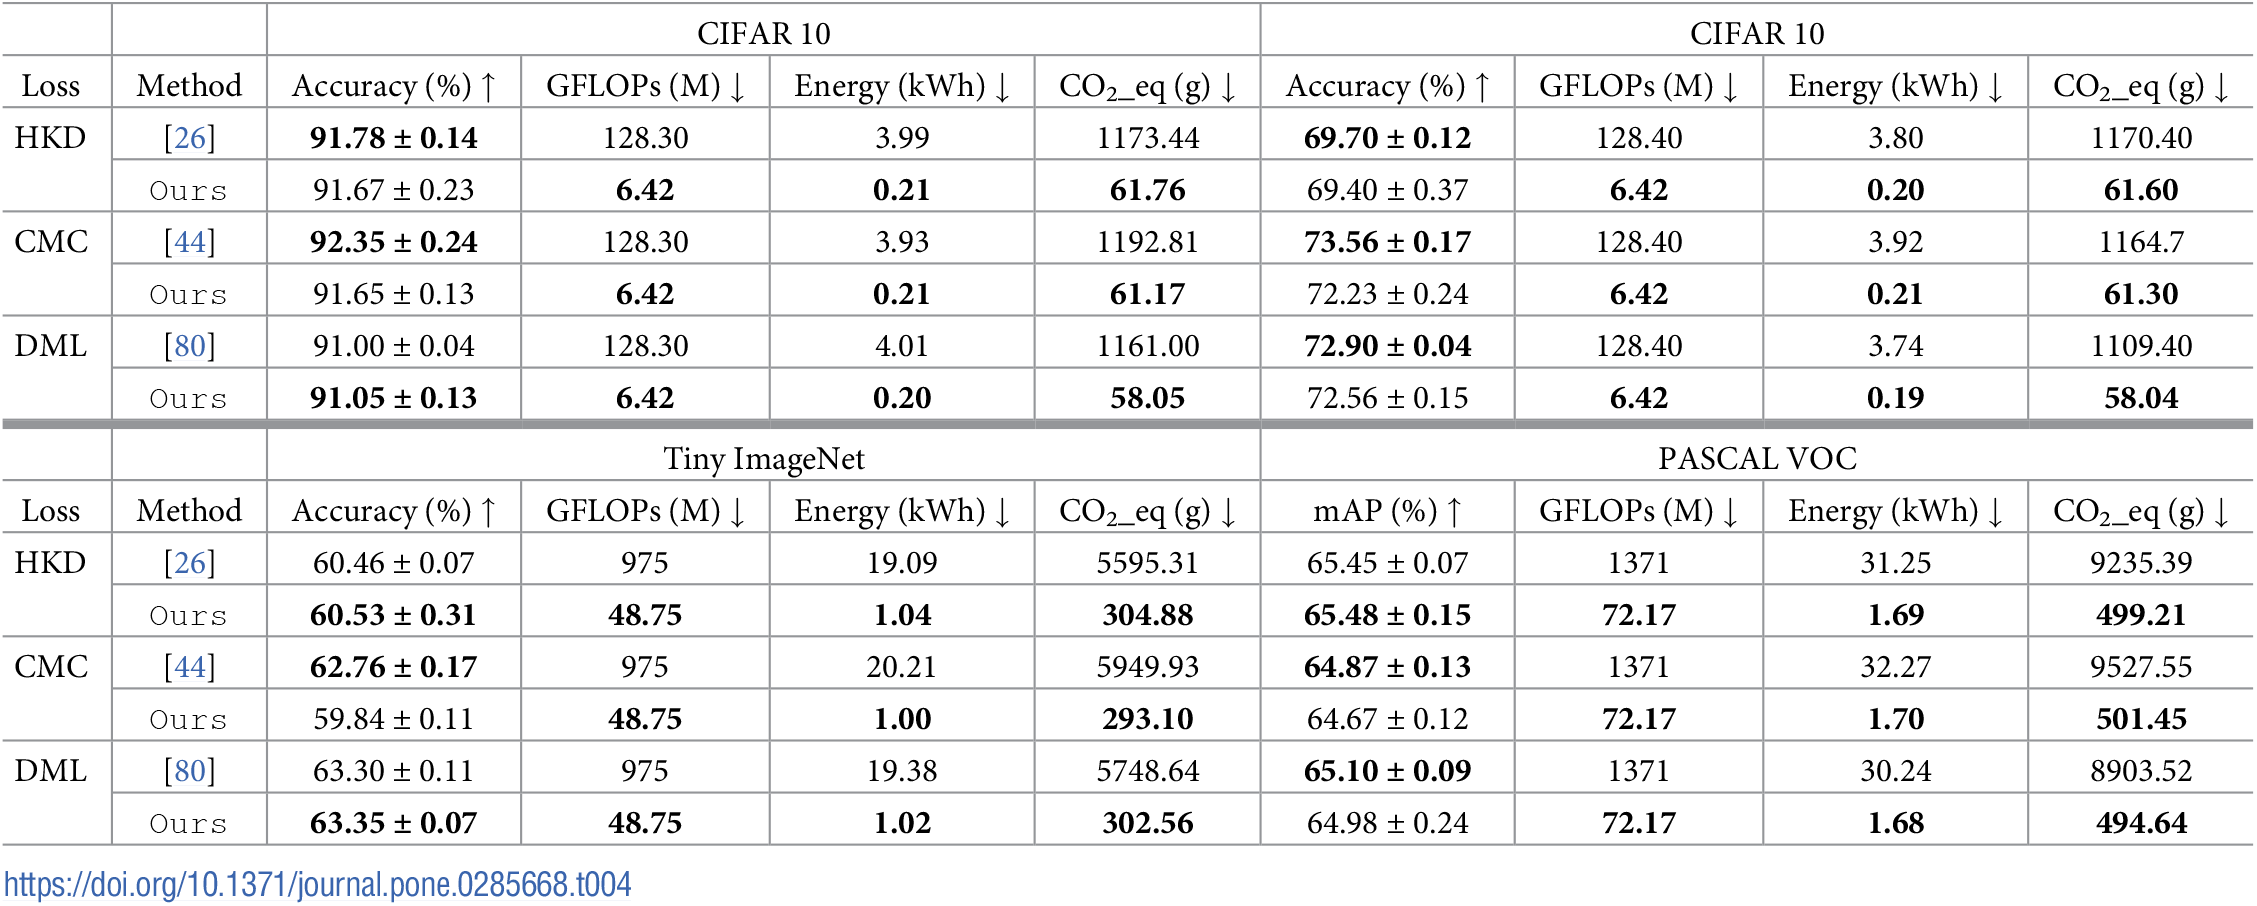 CIFAR 10 CIFAR 10
Loss Method Accuracy (%) ↑ GFLOPs (M) ↓ Energy (kWh) ↓ CO₂_eq (g) ↓ Accuracy (%) ↑ GFLOPs (M) ↓ Energy (kWh) ↓ CO₂_eq (g) ↓
HKD [26] 91.78 ± 0.14 128.30 3.99 1173.44 69.70 ± 0.12 128.40 3.80 1170.40
Ours 91.67 ± 0.23 6.42 0.21 61.76 69.40 ± 0.37 6.42 0.20 61.60
CMC [44] 92.35 ± 0.24 128.30 3.93 1192.81 73.56 ± 0.17 128.40 3.92 1164.7
Ours 91.65 ± 0.13 6.42 0.21 61.17 72.23 ± 0.24 6.42 0.21 61.30
DML [80] 91.00 ± 0.04 128.30 4.01 1161.00 72.90 ± 0.04 128.40 3.74 1109.40
Ours 91.05 ± 0.13 6.42 0.20 58.05 72.56 ± 0.15 6.42 0.19 58.04
Tiny ImageNet PASCAL VOC
Loss Method Accuracy (%) ↑ GFLOPs (M) ↓ Energy (kWh) ↓ CO₂_eq (g) ↓ mAP (%) ↑ GFLOPs (M) ↓ Energy (kWh) ↓ CO₂_eq (g) ↓
HKD [26] 60.46 ± 0.07 975 19.09 5595.31 65.45 ± 0.07 1371 31.25 9235.39
Ours 60.53 ± 0.31 48.75 1.04 304.88 65.48 ± 0.15 72.17 1.69 499.21
CMC [44] 62.76 ± 0.17 975 20.21 5949.93 64.87 ± 0.13 1371 32.27 9527.55
Ours 59.84 ± 0.11 48.75 1.00 293.10 64.67 ± 0.12 72.17 1.70 501.45
DML [80] 63.30 ± 0.11 975 19.38 5748.64 65.10 ± 0.09 1371 30.24 8903.52
Ours 63.35 ± 0.07 48.75 1.02 302.56 64.98 ± 0.24 72.17 1.68 494.64
https://doi.org/10.1371/journal.pone.0285668.t004